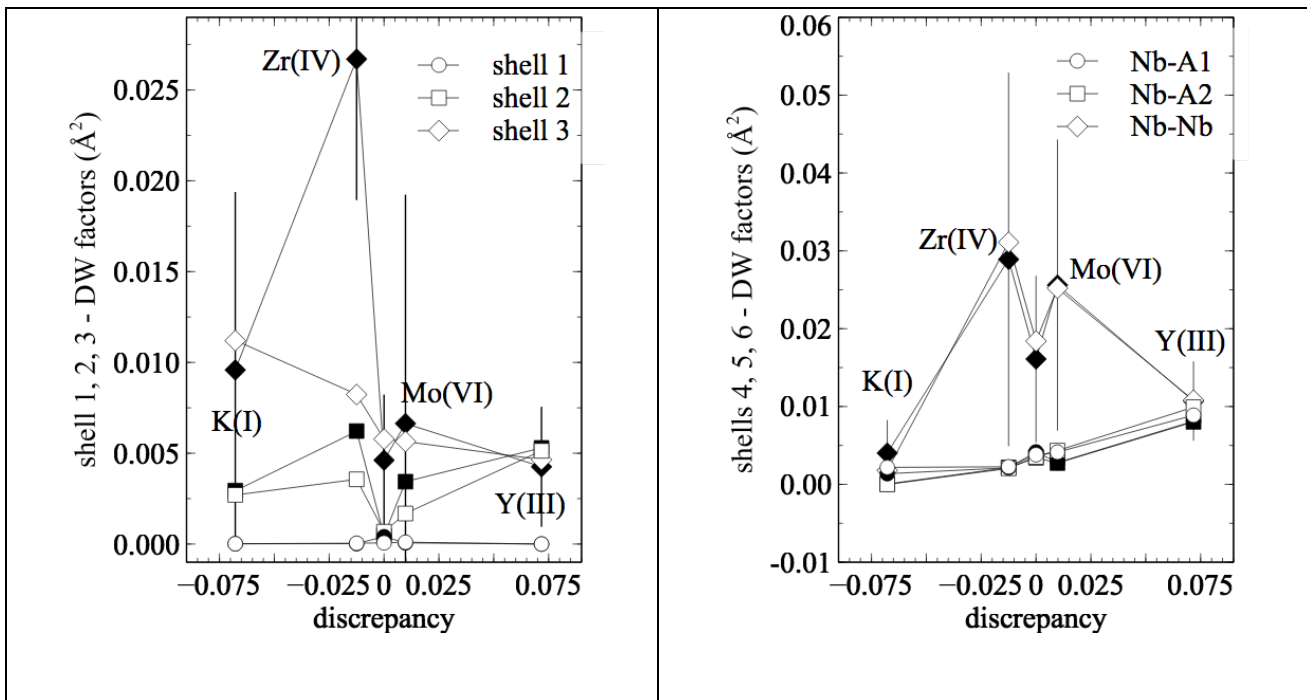 shell 1, 2, 3 - DW factors (Å²)
0.025
0.020
0.015
0.010
0.005
0.000
Zr(IV)
shell 1
shell 2
shell 3
K(I)
Mo(VI)
Y(III)
−0.075
−0.025
0
0.025
0.075
discrepancy
shells 4, 5, 6 - DW factors (Å²)
0.06
0.05
0.04
0.03
0.02
0.01
0.00
-0.01
Nb-A1
Nb-A2
Nb-Nb
Zr(IV)
Mo(VI)
K(I)
Y(III)
−0.075
−0.025
0
0.025
0.075
discrepancy